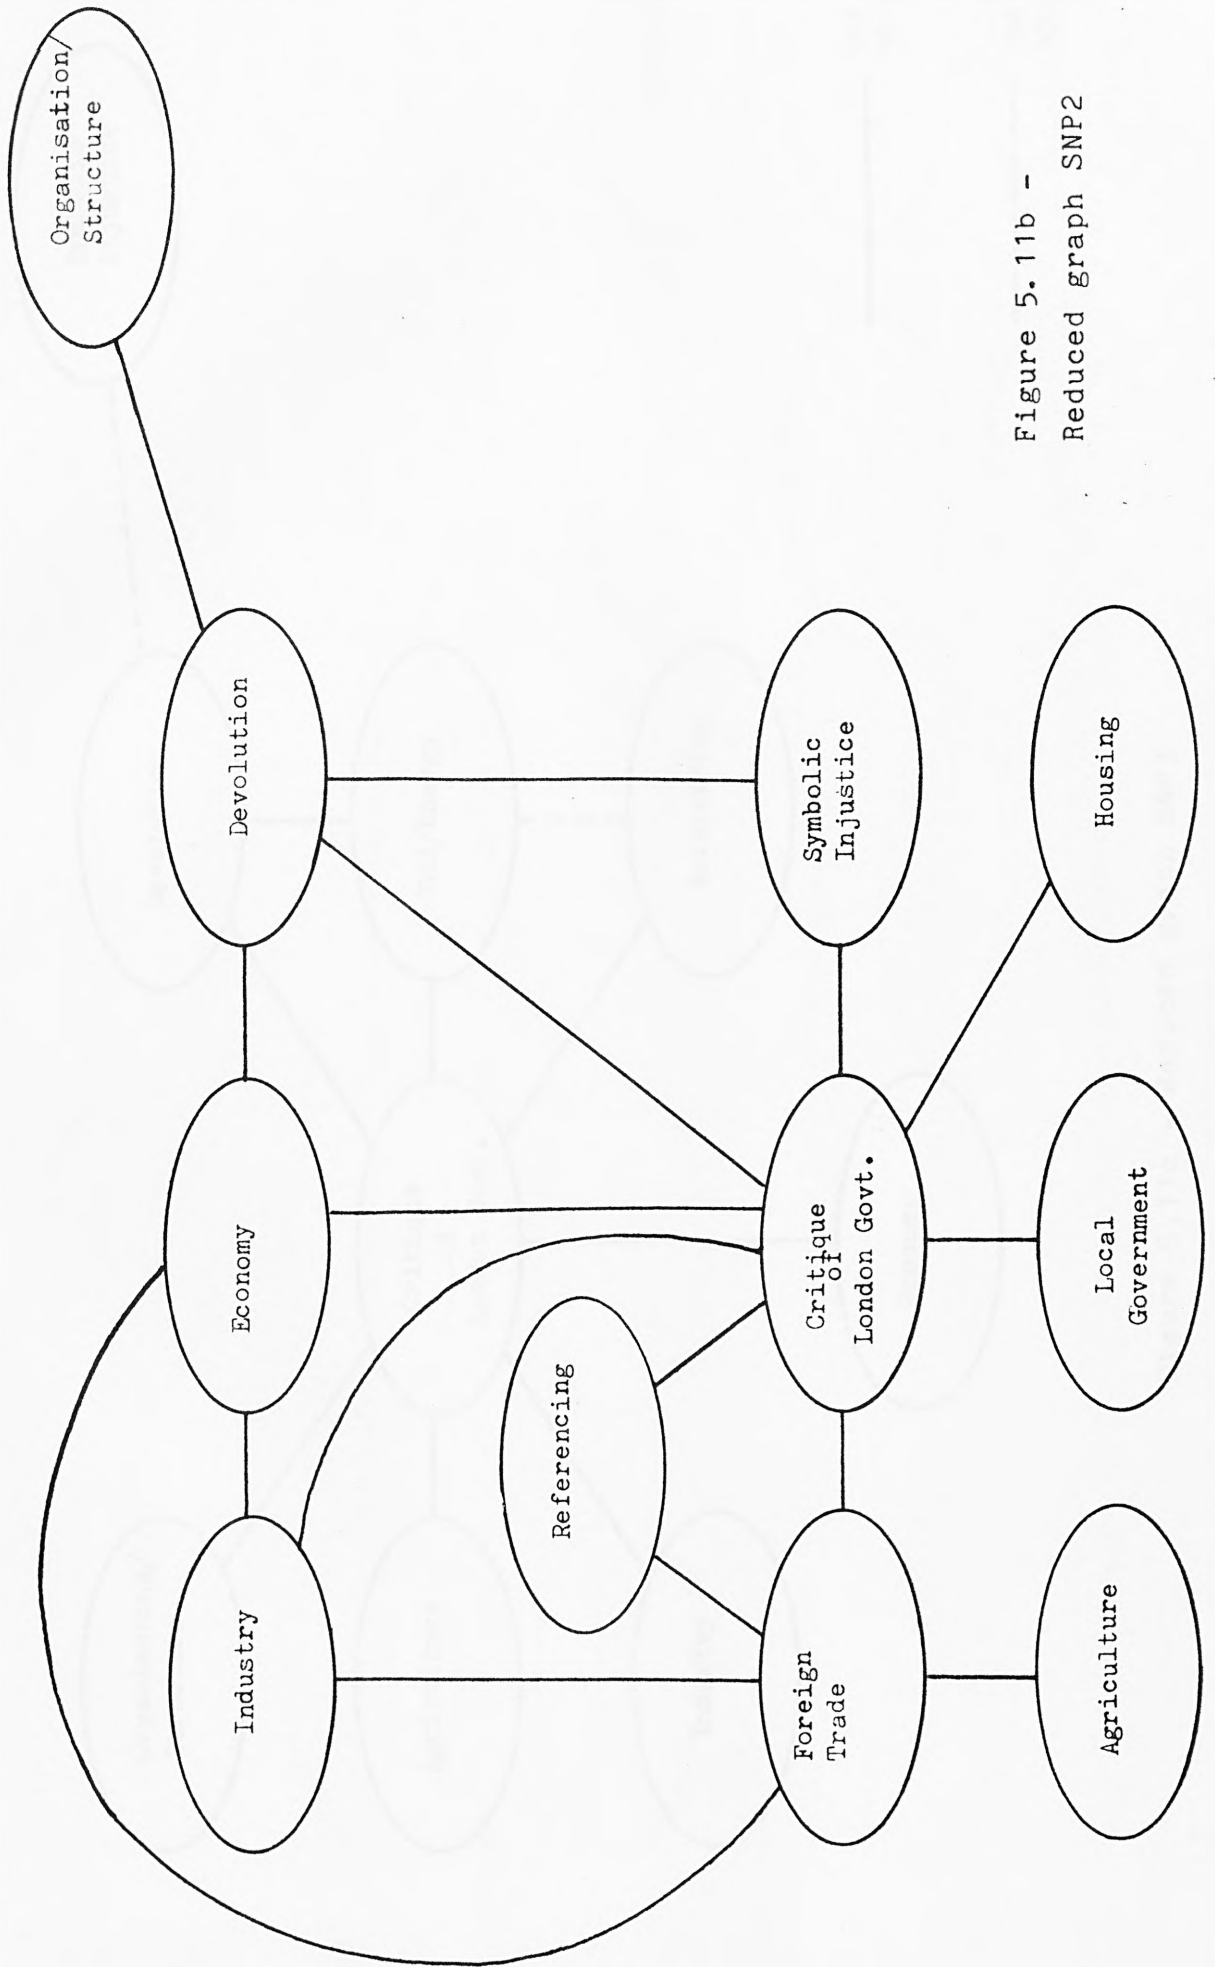 Organisation/
Structure
Industry
Economy
Devolution
Referencing
Foreign
Trade
Critique
of
London Govt.
Symbolic
Injustice
Agriculture
Local
Government
Housing
Figure 5.11b -
Reduced graph SNP2